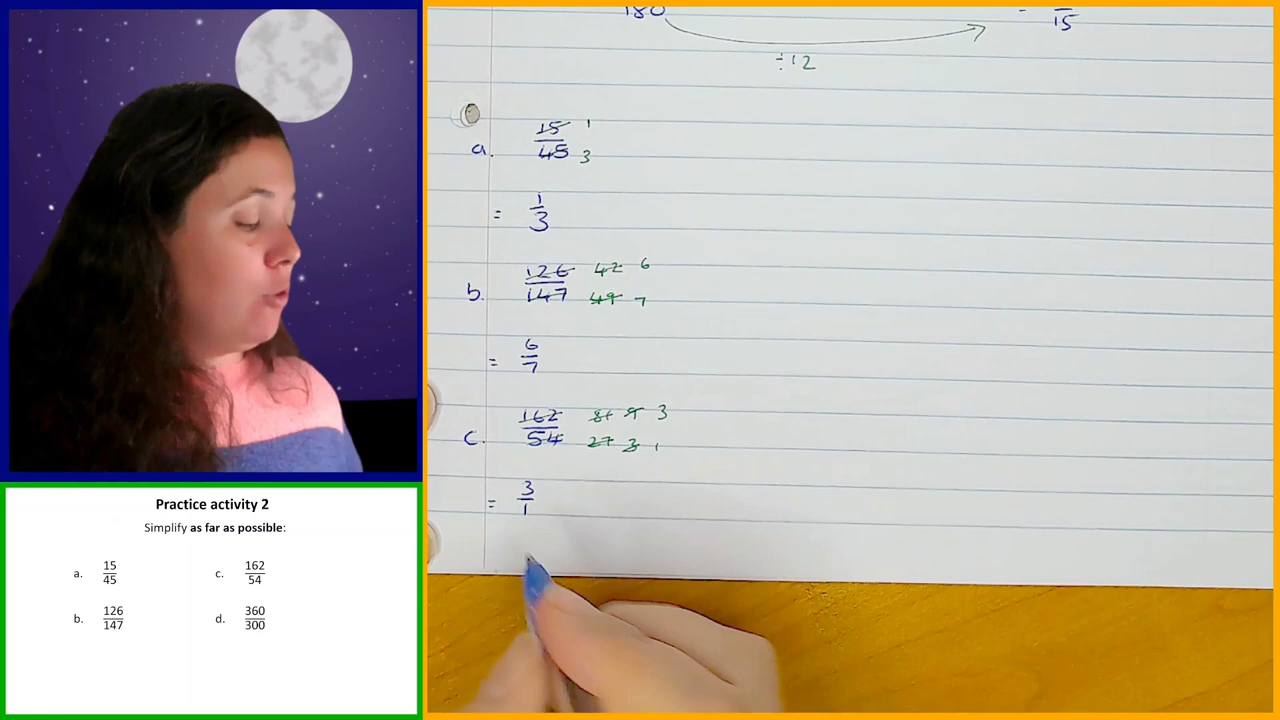 180
=
15
÷12
a. 15/45 1 3
= 1/3
b. 126/147 42 6 49 7
= 6/7
c. 162/54 81 9 3 27 3 1
= 3/1
Practice activity 2
Simplify as far as possible:
a. 15/45 c. 162/54
b. 126/147 d. 360/300